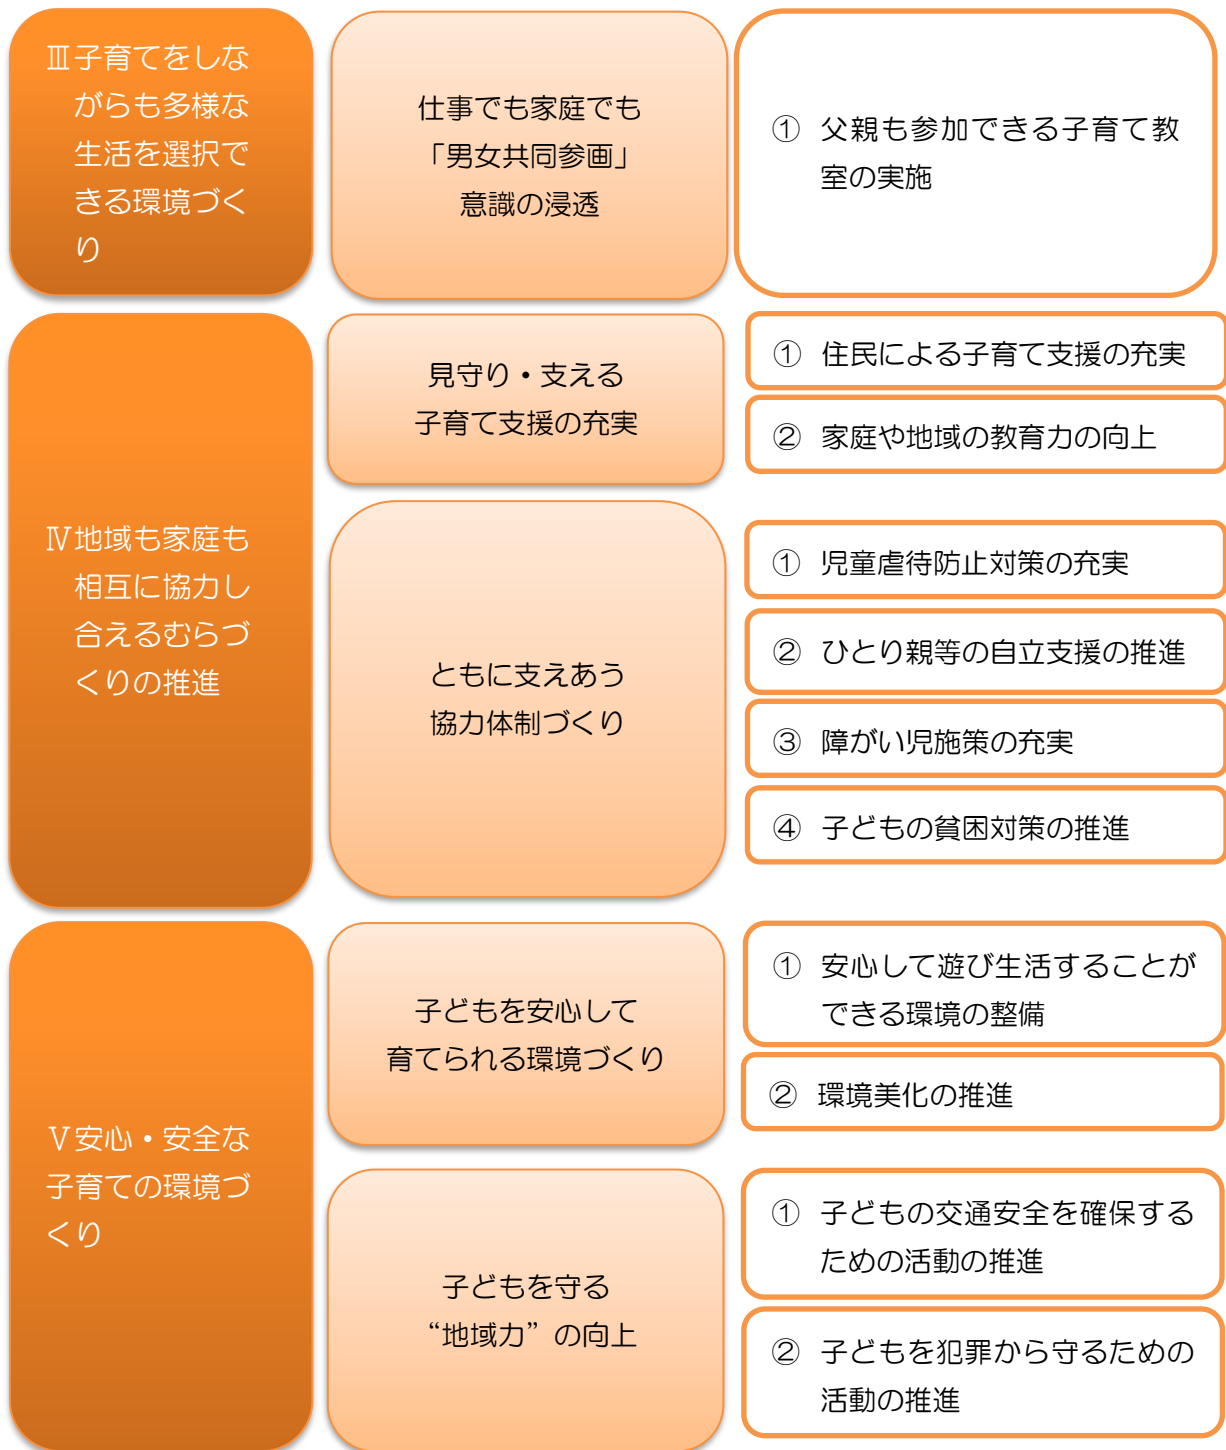 Ⅲ子育てをしな
がらも多様な
生活を選択で
きる環境づく
り
仕事でも家庭でも
「男女共同参画」
意識の浸透
① 父親も参加できる子育て教
室の実施
Ⅳ地域も家庭も
相互に協力し
合えるむらづ
くりの推進
見守り・支える
子育て支援の充実
① 住民による子育て支援の充実
② 家庭や地域の教育力の向上
ともに支えあう
協力体制づくり
① 児童虐待防止対策の充実
② ひとり親等の自立支援の推進
③ 障がい児施策の充実
④ 子どもの貧困対策の推進
Ⅴ安心・安全な
子育ての環境づ
くり
子どもを安心して
育てられる環境づくり
① 安心して遊び生活することが
できる環境の整備
② 環境美化の推進
子どもを守る
“地域力”の向上
① 子どもの交通安全を確保する
ための活動の推進
② 子どもを犯罪から守るための
活動の推進